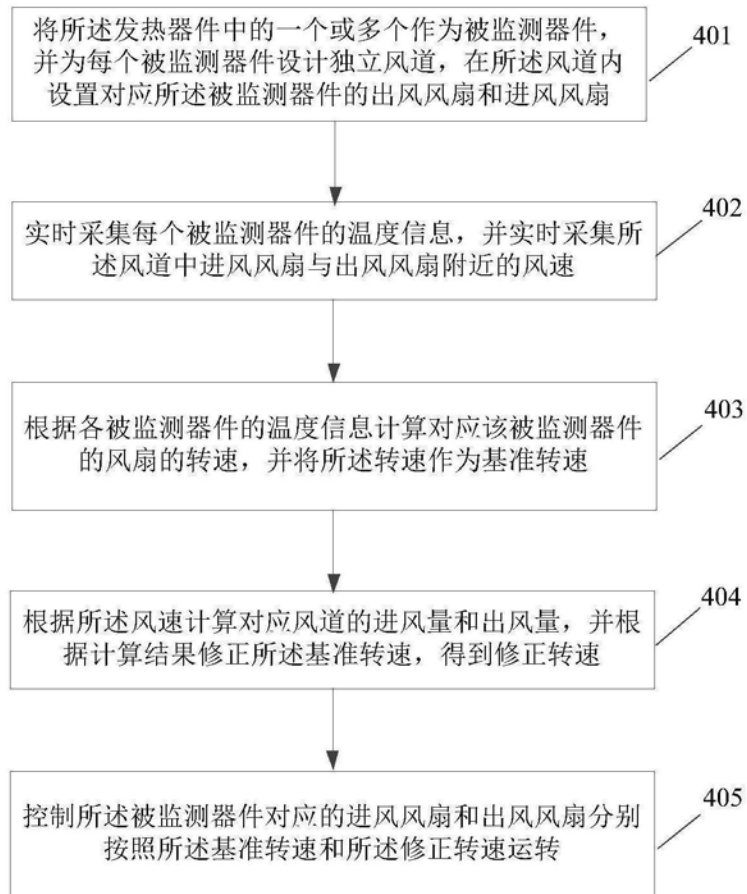 将所述发热器件中的一个或多个作为被监测器件，
并为每个被监测器件设计独立风道，在所述风道内
设置对应所述被监测器件的出风风扇和进风风扇
401
实时采集每个被监测器件的温度信息，并实时采集所
述风道中进风风扇与出风风扇附近的风速
402
根据各被监测器件的温度信息计算对应该被监测器件
的风扇的转速，并将所述转速作为基准转速
403
根据所述风速计算对应风道的进风量和出风量，并根
据计算结果修正所述基准转速，得到修正转速
404
控制所述被监测器件对应的进风风扇和出风风扇分别
按照所述基准转速和所述修正转速运转
405